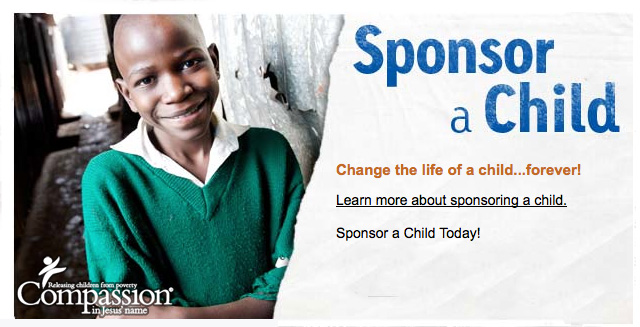 Sponsor
a Child
Change the life of a child...forever!
Learn more about sponsoring a child.
Sponsor a Child Today!
Releasing children from poverty
Compassion®
in Jesus' name